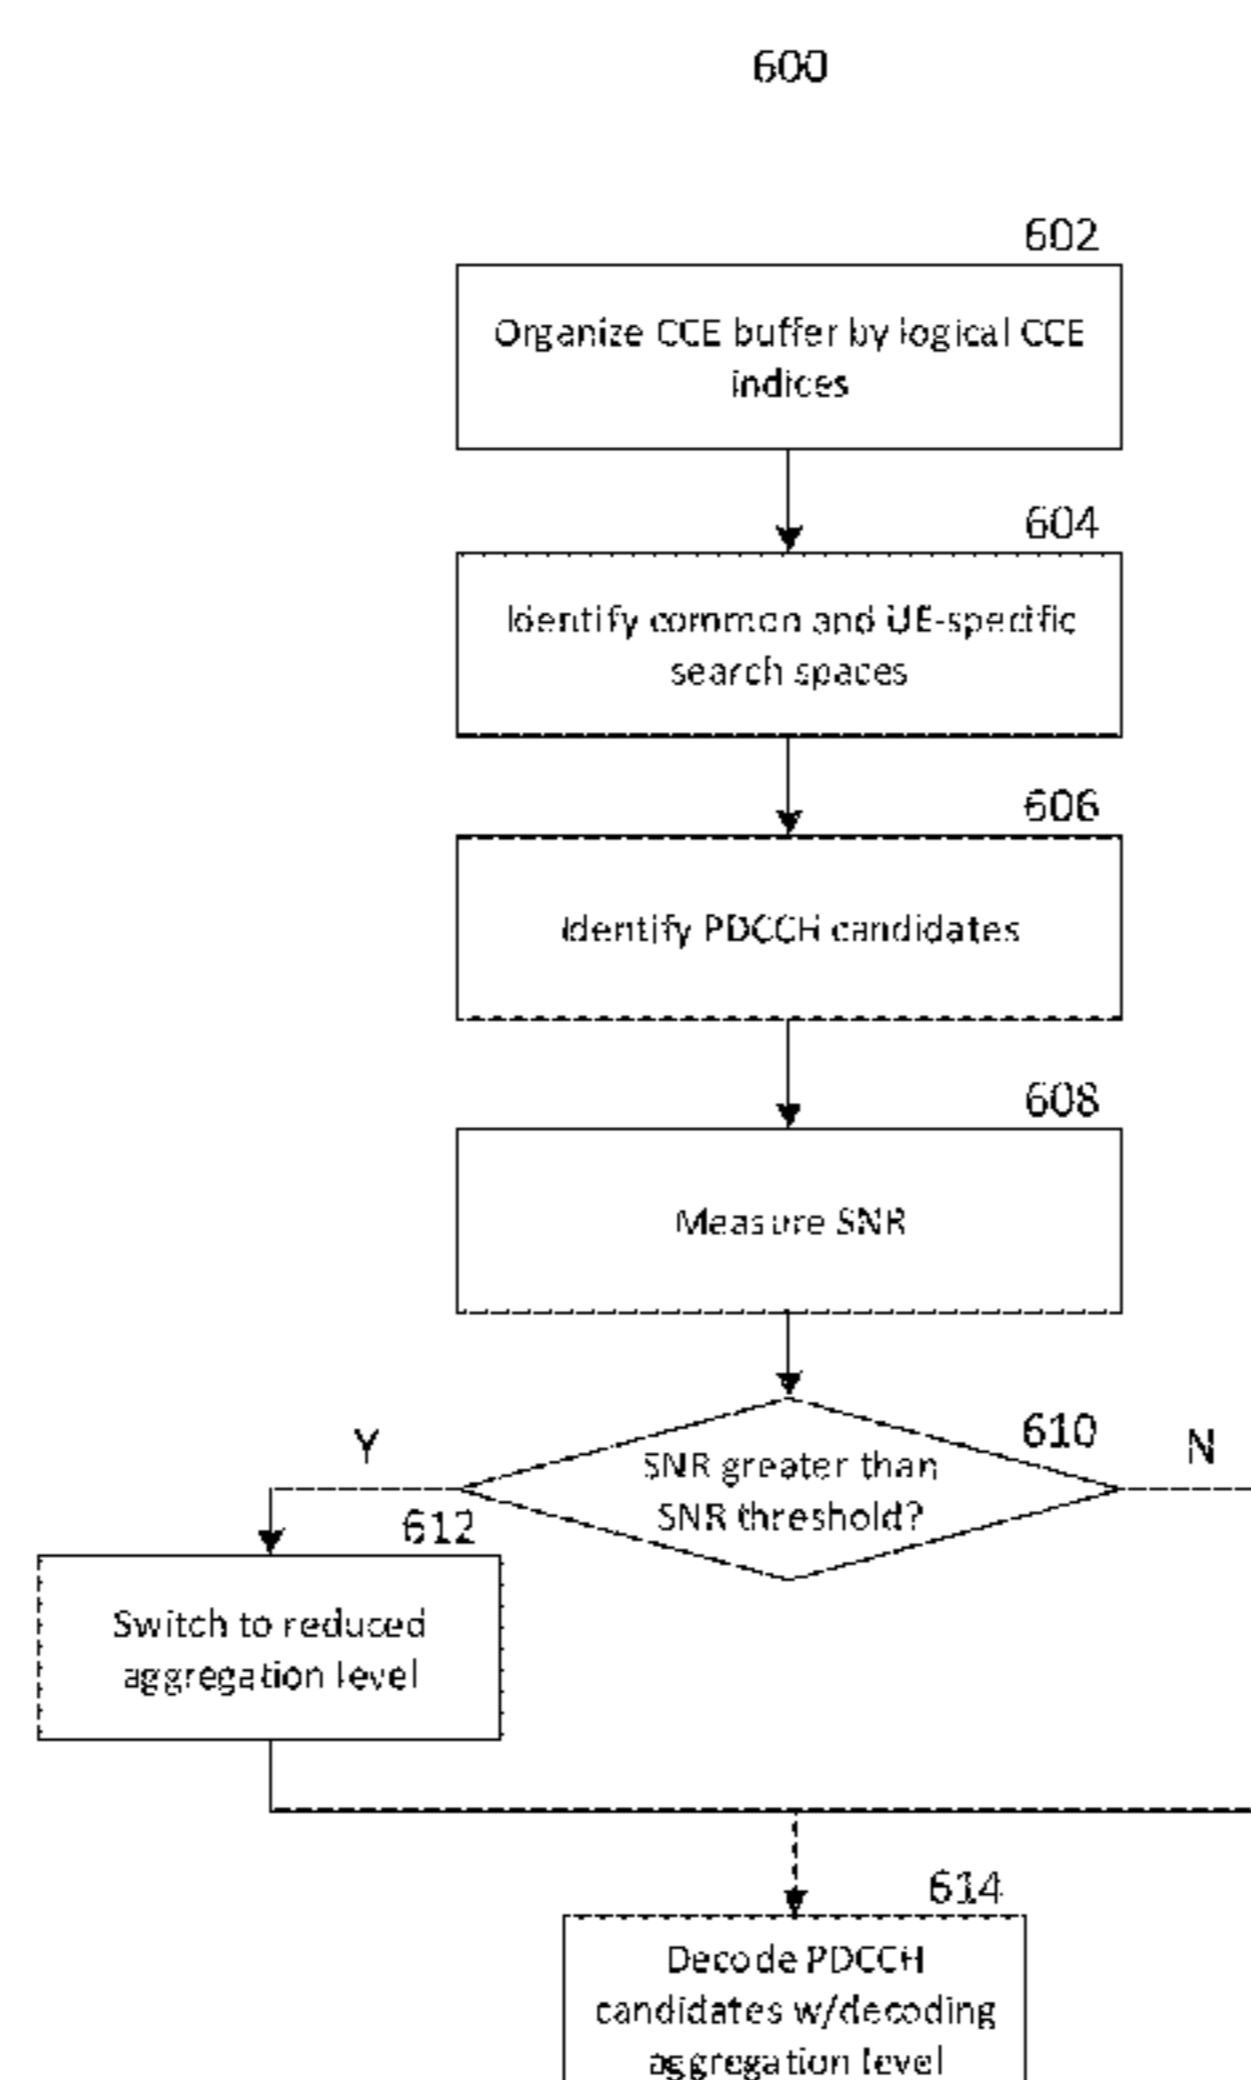 600
602
Organize CCE buffer by logical CCE
indices
604
Identify common and UE-specific
search spaces
606
Identify PDCCH candidates
608
Measure SNR
610
Y
N
SNR greater than
SNR threshold?
612
Switch to reduced
aggregation level
614
Decode PDCCH
candidates w/decoding
aggregation level